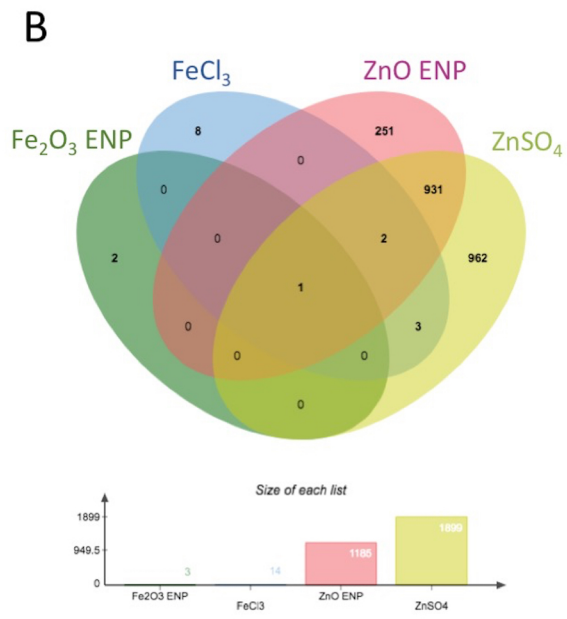 B
FeCl₃
ZnO ENP
Fe₂O₃ ENP
ZnSO₄
8
251
0
0
931
0
2
2
962
1
0
3
0
0
0
Size of each list
1899
949.5
0
3
14
1185
1899
Fe2O3 ENP
FeCl3
ZnO ENP
ZnSO4